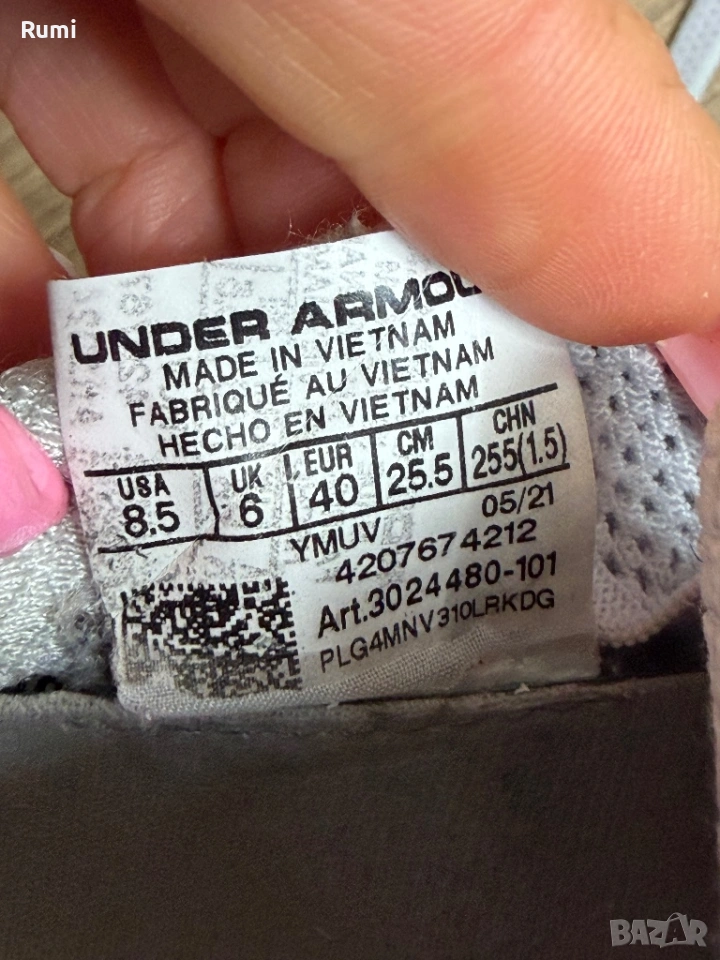 Rumi
UNDER ARMOU
MADE IN VIETNAM
FABRIQUÉ AU VIETNAM
HECHO EN VIETNAM
USA UK EUR CM CHN
8.5 6 40 25.5 255(1.5)
YMUV 05/21
4207674212
Art.3024480-101
PLG4MNV310LRKDG
BAZAR